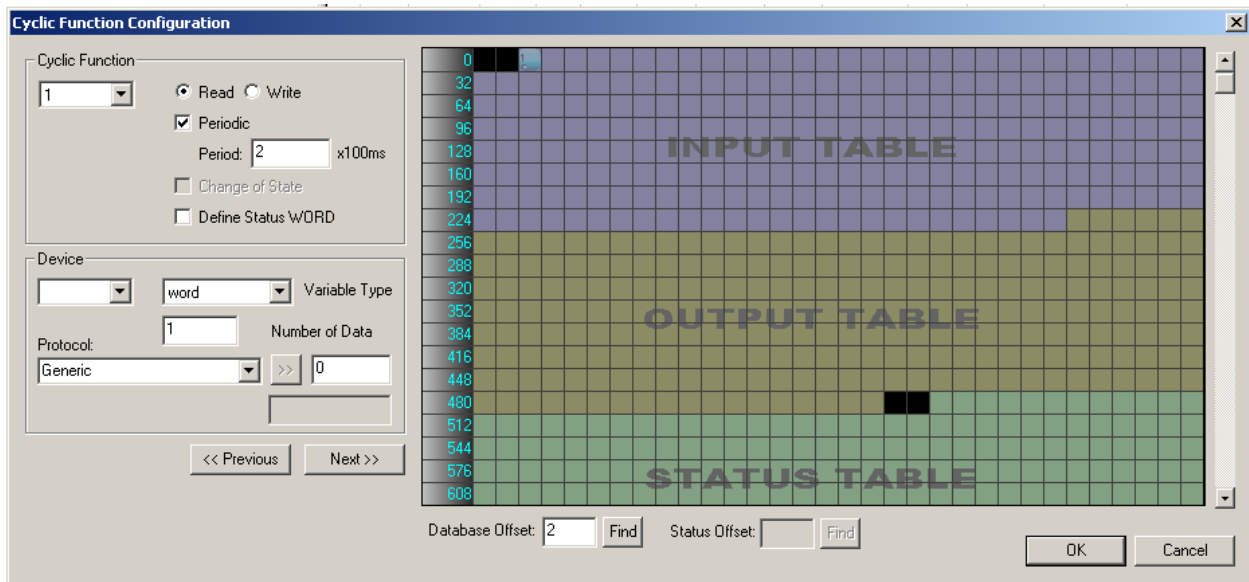 Cyclic Function Configuration
Cyclic Function
1
Read Write
Periodic
Period: 2 x100ms
Change of State
Define Status WORD
Device
word Variable Type
1 Number of Data
Protocol:
Generic >> 0
<< Previous Next >>
0
32
64
96
128
160
192
224
256
288
320
352
384
416
448
480
512
544
576
608
INPUT TABLE
OUTPUT TABLE
STATUS TABLE
Database Offset: 2 Find Status Offset: Find
OK Cancel